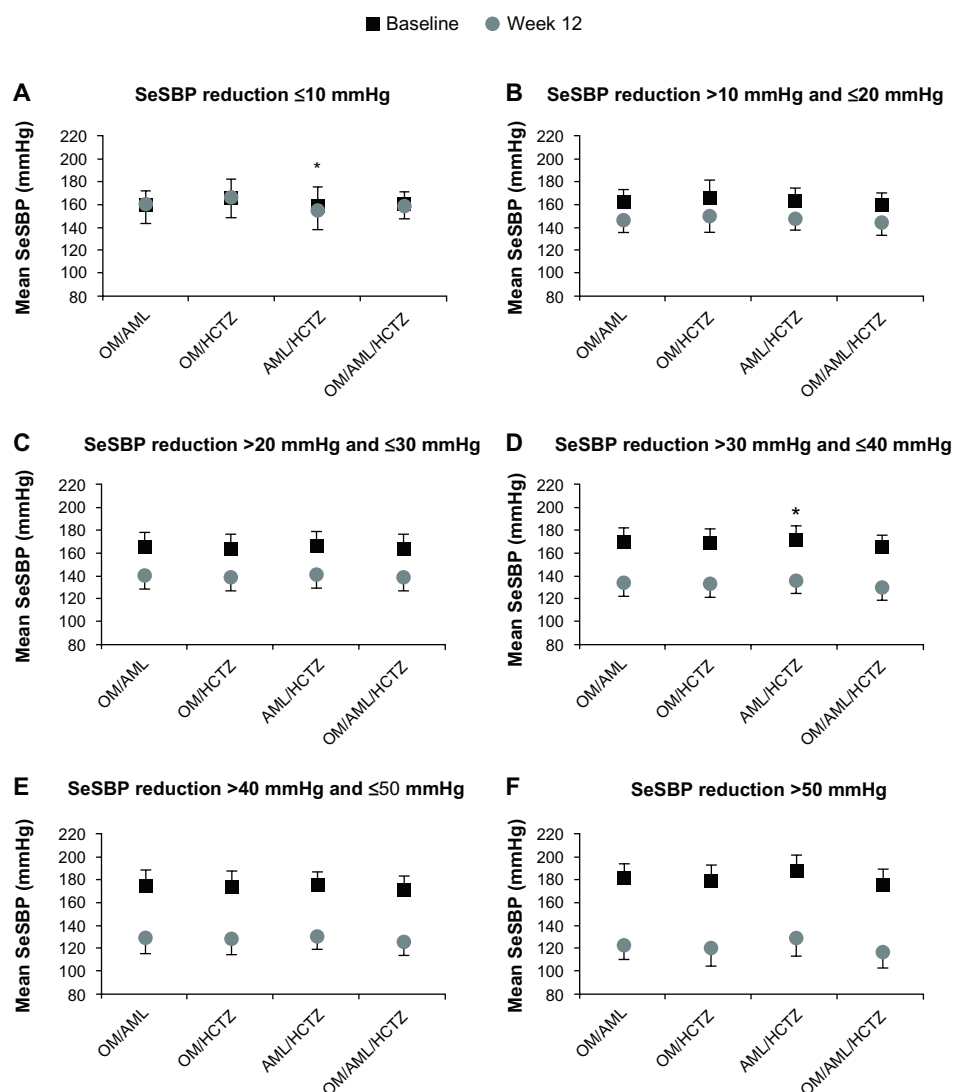 Baseline Week 12
A SeSBP reduction ≤10 mmHg
Mean SeSBP (mmHg)
220
200
180
160
140
120
100
80
*
OM/AML
OM/HCTZ
AML/HCTZ
OM/AML/HCTZ
B SeSBP reduction >10 mmHg and ≤20 mmHg
Mean SeSBP (mmHg)
220
200
180
160
140
120
100
80
OM/AML
OM/HCTZ
AML/HCTZ
OM/AML/HCTZ
C SeSBP reduction >20 mmHg and ≤30 mmHg
Mean SeSBP (mmHg)
220
200
180
160
140
120
100
80
OM/AML
OM/HCTZ
AML/HCTZ
OM/AML/HCTZ
D SeSBP reduction >30 mmHg and ≤40 mmHg
Mean SeSBP (mmHg)
220
200
180
160
140
120
100
80
*
OM/AML
OM/HCTZ
AML/HCTZ
OM/AML/HCTZ
E SeSBP reduction >40 mmHg and ≤50 mmHg
Mean SeSBP (mmHg)
220
200
180
160
140
120
100
80
OM/AML
OM/HCTZ
AML/HCTZ
OM/AML/HCTZ
F SeSBP reduction >50 mmHg
Mean SeSBP (mmHg)
220
200
180
160
140
120
100
80
OM/AML
OM/HCTZ
AML/HCTZ
OM/AML/HCTZ